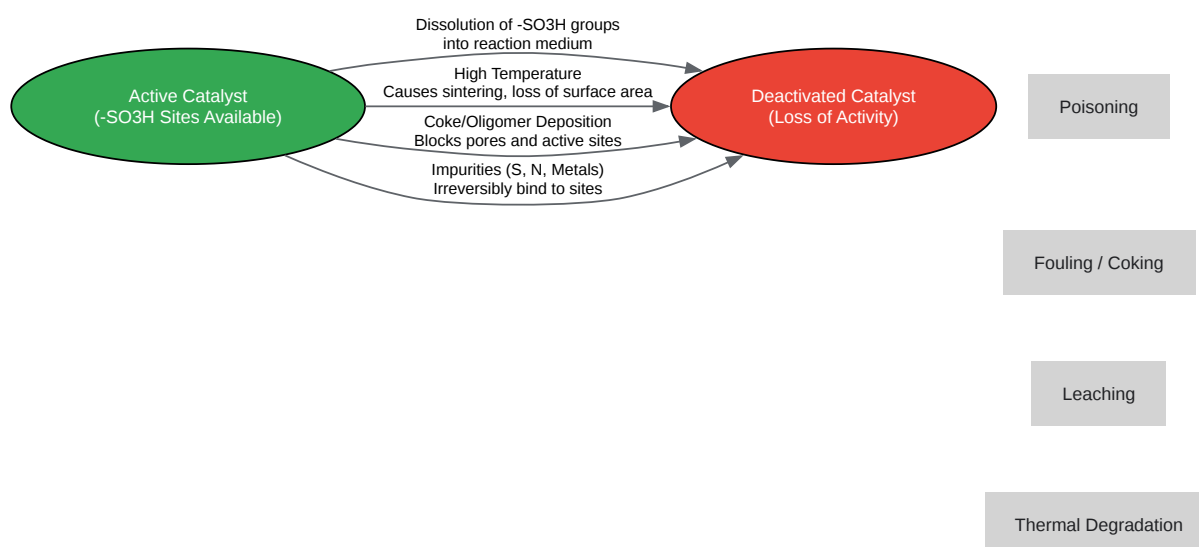 Dissolution of -SO3H groups
into reaction medium
High Temperature
Causes sintering, loss of surface area
Active Catalyst
(-SO3H Sites Available)
Deactivated Catalyst
(Loss of Activity)
Poisoning
Coke/Oligomer Deposition
Blocks pores and active sites
Impurities (S, N, Metals)
Irreversibly bind to sites
Fouling / Coking
Leaching
Thermal Degradation